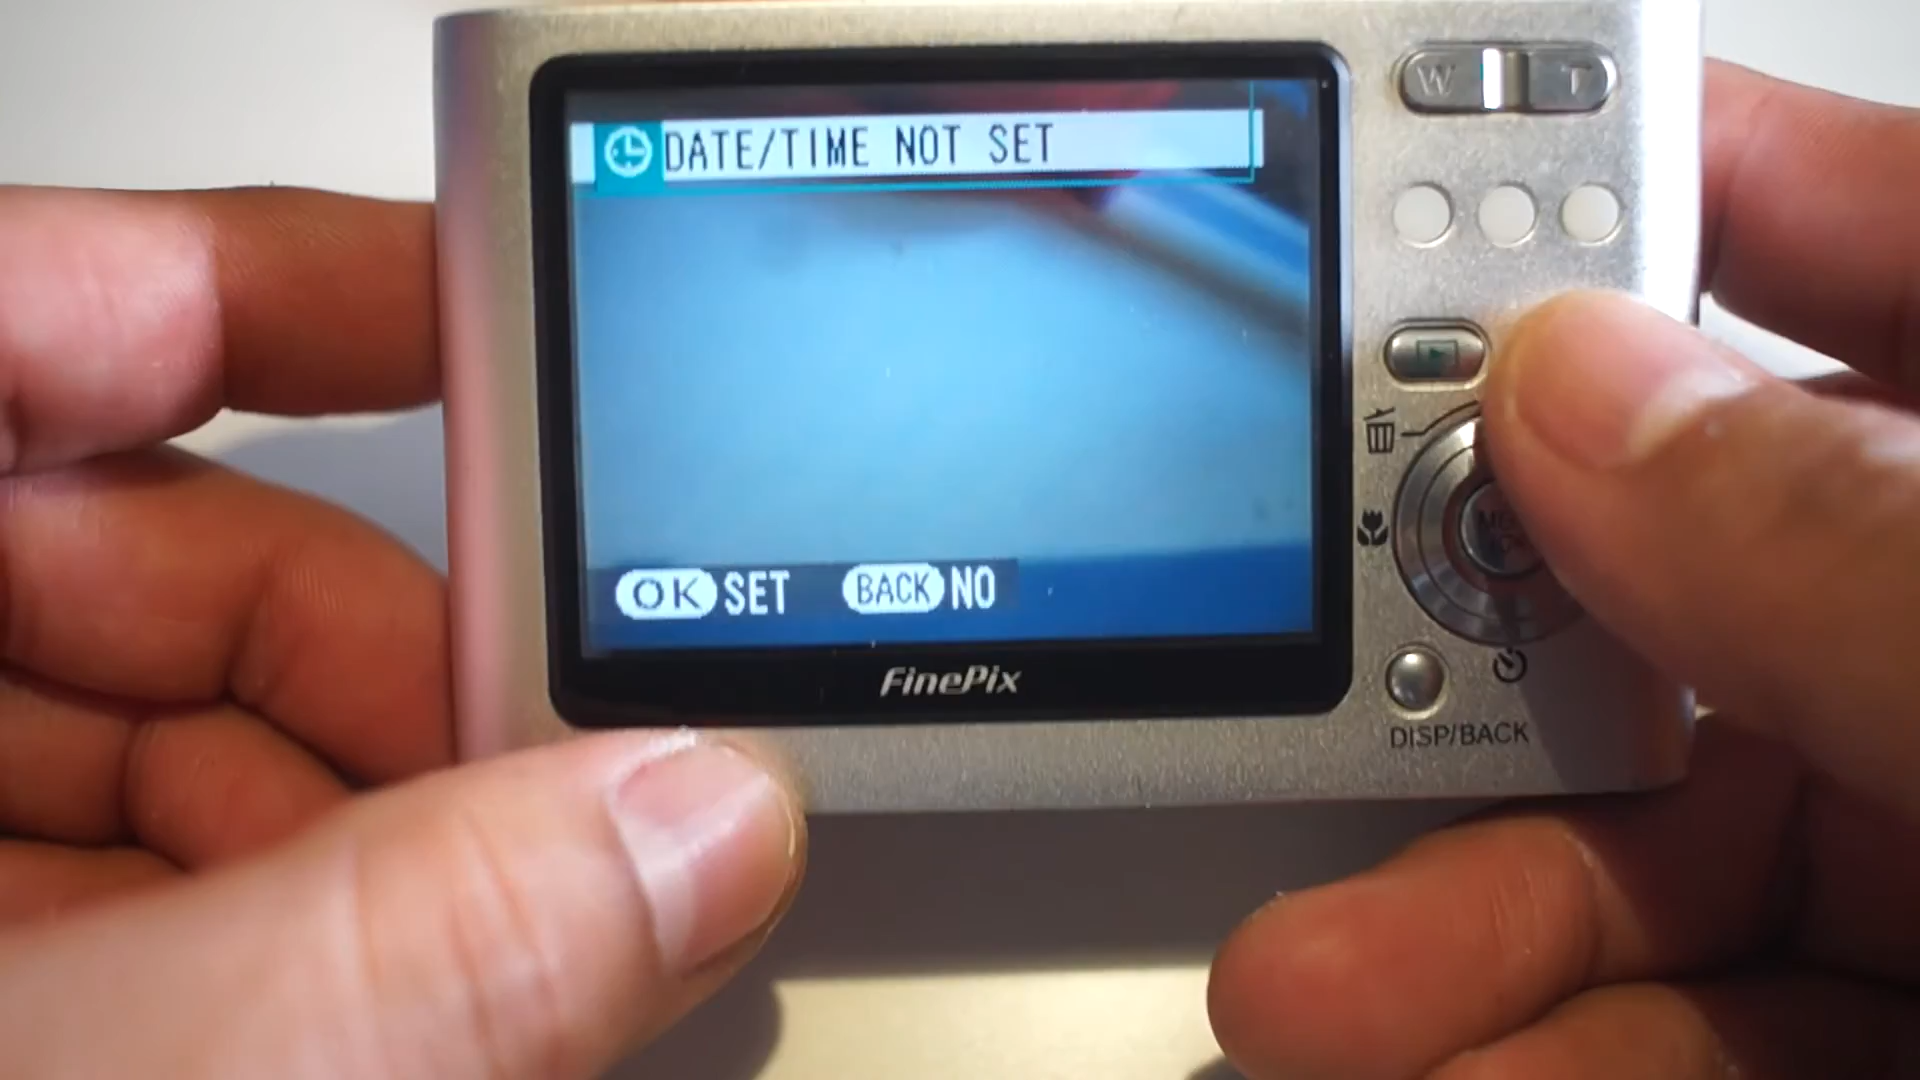 W T
DATE/TIME NOT SET
OK SET BACK NO
FinePix
DISP/BACK